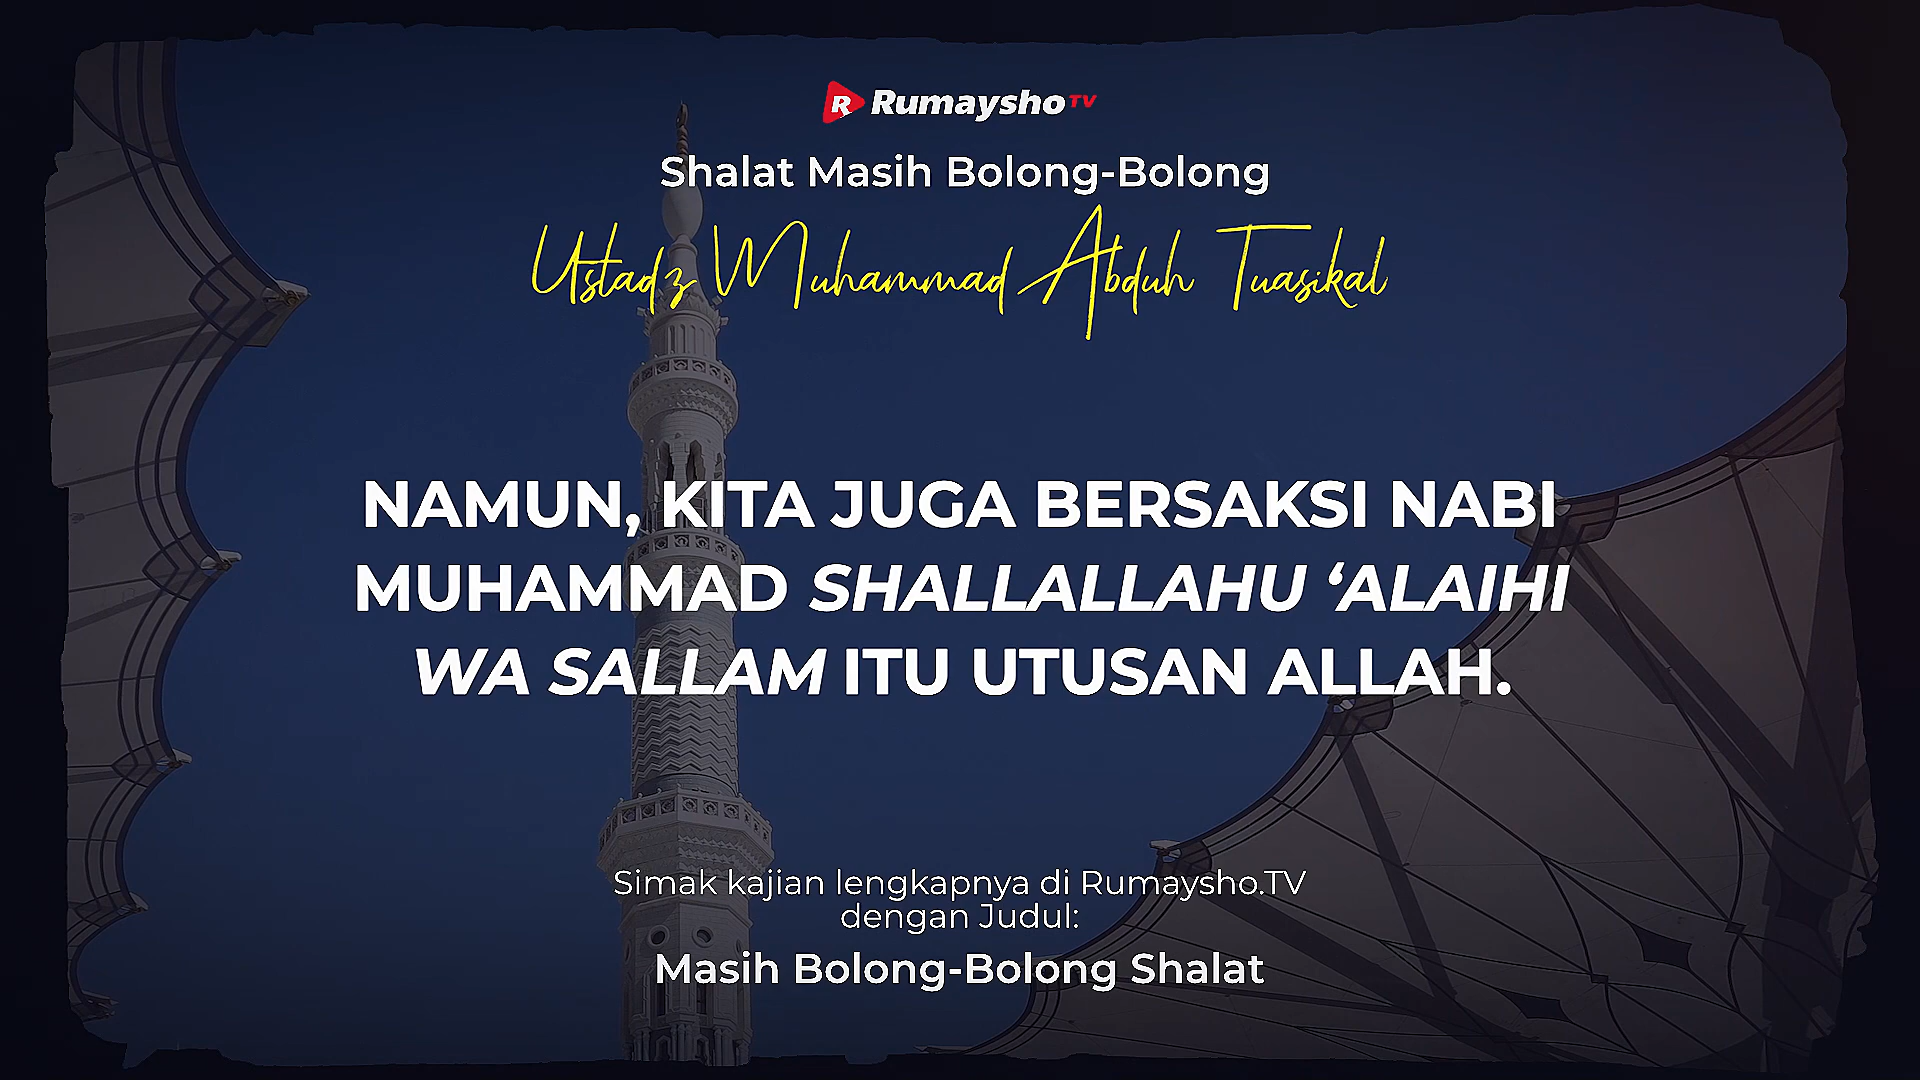 R Rumaysho TV
Shalat Masih Bolong-Bolong
Ustadz Muhammad Abduh Tuasikal
NAMUN, KITA JUGA BERSAKSI NABI
MUHAMMAD SHALLALLAHU ‘ALAIHI
WA SALLAM ITU UTUSAN ALLAH.
Simak kajian lengkapnya di Rumaysho.TV
dengan Judul:
Masih Bolong-Bolong Shalat